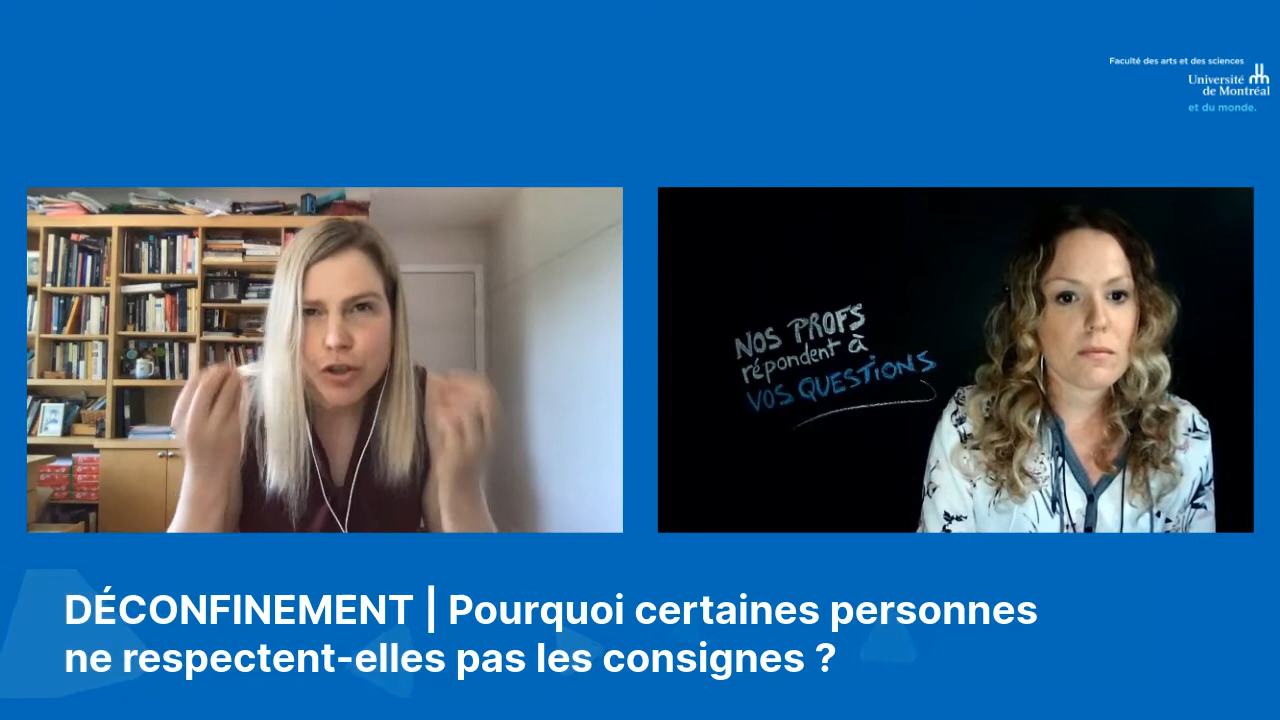 Faculté des arts et des sciences
Université
de Montréal
et du monde.
NOS PROFS
répondent à
VOS QUESTIONS
DÉCONFINEMENT | Pourquoi certaines personnes
ne respectent-elles pas les consignes ?